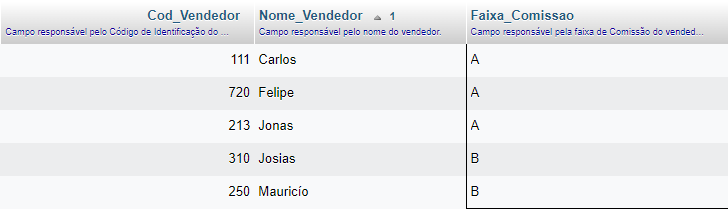 Cod_Vendedor Nome_Vendedor 1 Faixa_Comissao
Campo responsável pelo Código de Identificação do ... Campo responsável pelo nome do vendedor. Campo responsável pela faixa de Comissão do vended...
111 Carlos A
720 Felipe A
213 Jonas A
310 Josias B
250 Mauricío B